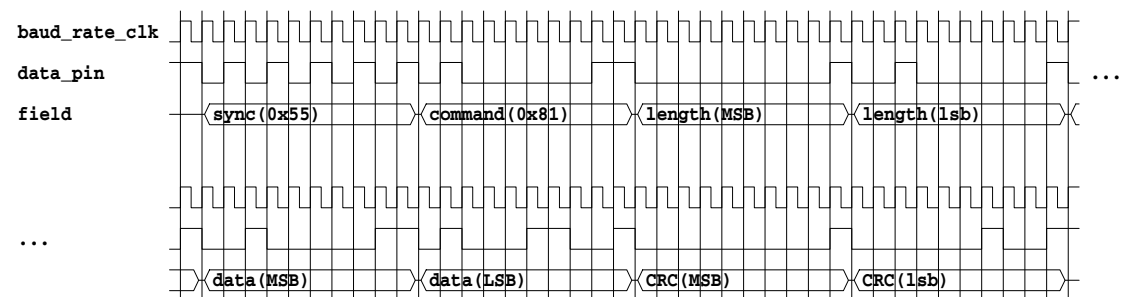 baud_rate_clk
data_pin ...
field sync(0x55) command(0x81) length(MSB) length(lsb)
...
data(MSB) data(LSB) CRC(MSB) CRC(lsb)